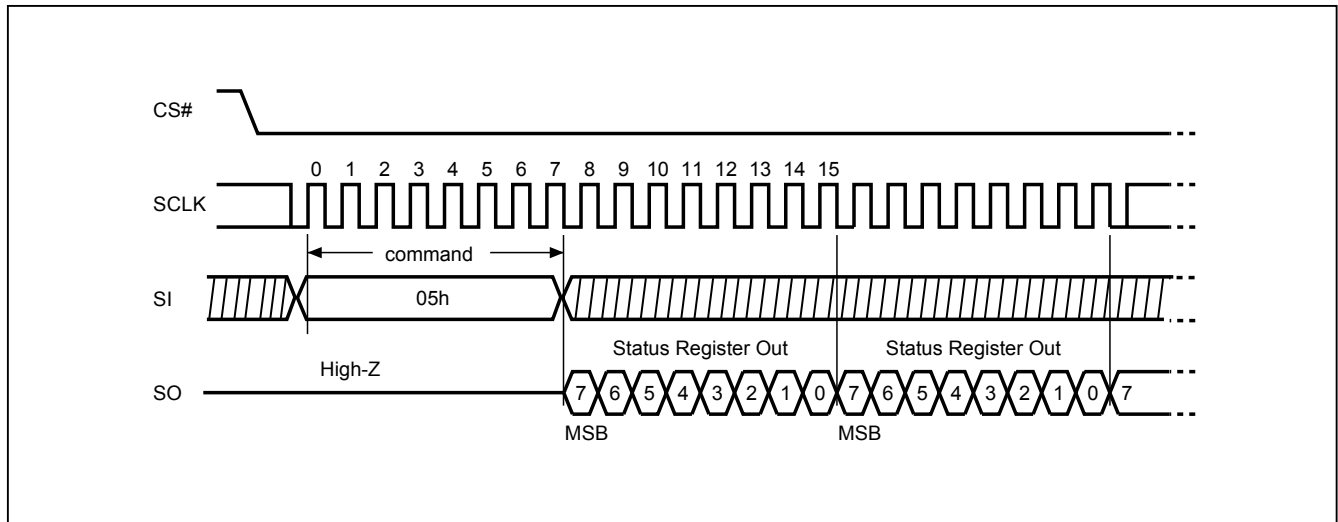 CS#
0 1 2 3 4 5 6 7 8 9 10 11 12 13 14 15
SCLK
command
SI 05h
Status Register Out Status Register Out
High-Z
SO 7 6 5 4 3 2 1 0 7 6 5 4 3 2 1 0 7
MSB MSB